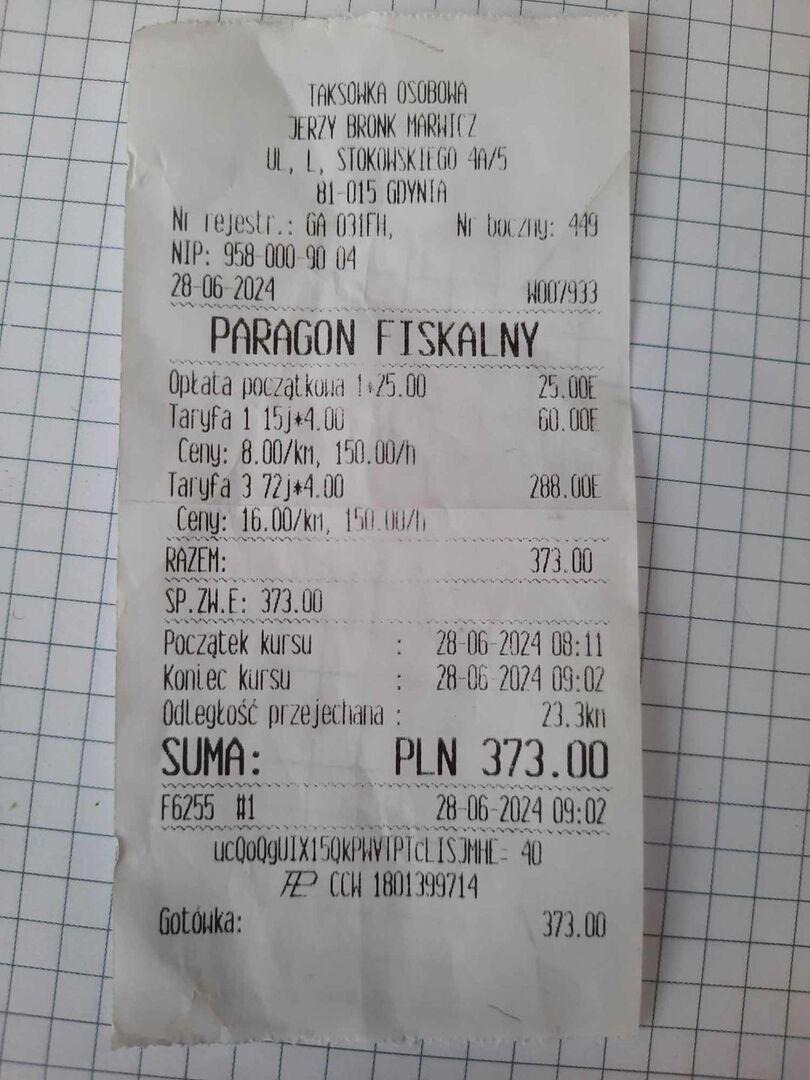 TAKSÓWKA OSOBOWA
JERZY BRONK MARWICZ
UL, L, STOKOWSKIEGO 4A/5
81-015 GDYNIA
Nr rejestr.: GA 031FH, Nr boczny: 449
NIP: 958-000-90-04
28-06-2024 W007933
PARAGON FISKALNY
Opłata początkowa 1*25.00 25.00E
Taryfa 1 15j*4.00 60.00E
Ceny: 8.00/km, 150.00/h
Taryfa 3 72j*4.00 288.00E
Ceny: 16.00/km, 150.00/h
RAZEM: 373.00
SP.ZW.E: 373.00
Początek kursu : 28-06-2024 08:11
Koniec kursu : 28-06-2024 09:02
Odległość przejechana : 23.3km
SUMA: PLN 373.00
F6255 #1 28-06-2024 09:02
CCW 1801399714
Gotówka: 373.00